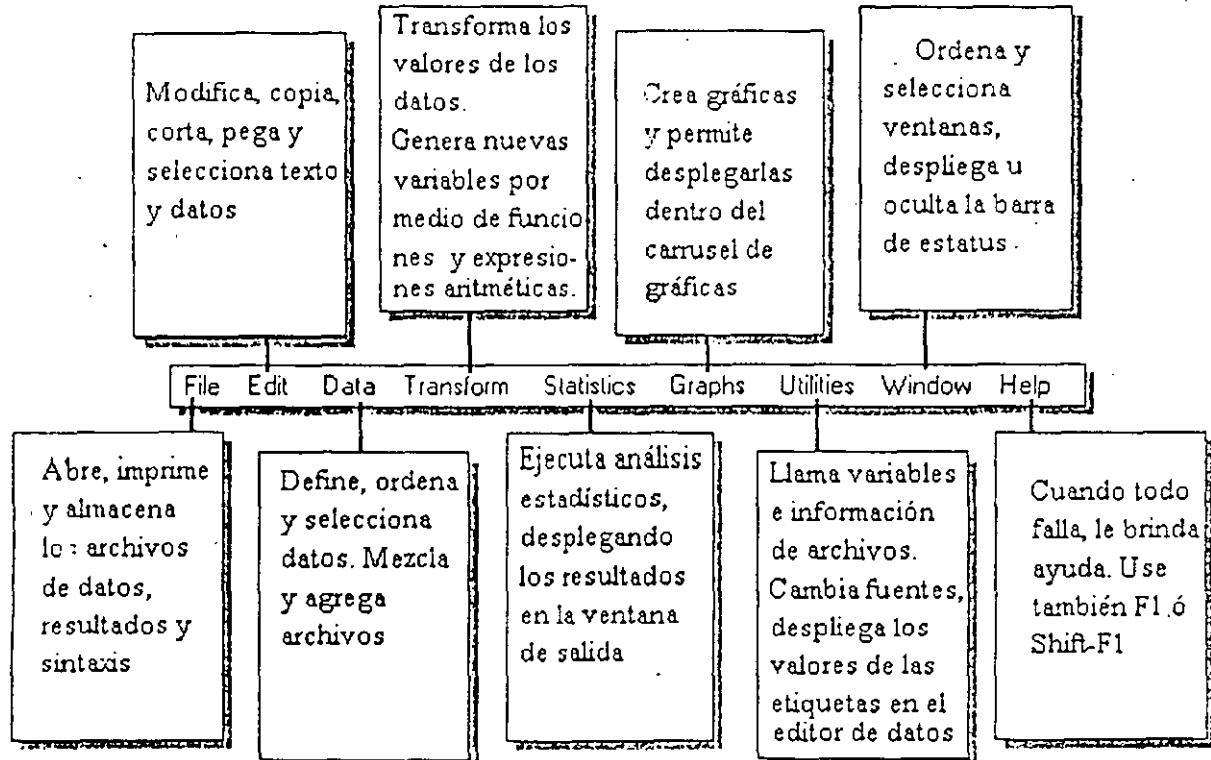 Modifica, copia,
corta, pega y
selecciona texto
y datos
Transforma los
valores de los
datos.
Genera nuevas
variables por
medio de funcio
nes y expresio-
nes aritméticas.
Crea gráficas
y permite
desplegarlas
dentro del
carrusel de
gráficas
Ordena y
selecciona
ventanas,
despliega u
oculta la barra
de estatus
File Edit Data Transform Statistics Graphs Utilities Window Help
Abre, imprime
y almacena
los archivos
de datos,
resultados y
sintaxis
Define, ordena
y selecciona
datos. Mezcla
y agrega
archivos
Ejecuta análisis
estadísticos,
desplegando
los resultados
en la ventana
de salida
Llama variables
e información
de archivos.
Cambia fuentes,
despliega los
valores de las
etiquetas en el
editor de datos
Cuando todo
falla, le brinda
ayuda. Use
también F1 ó
Shift-F1